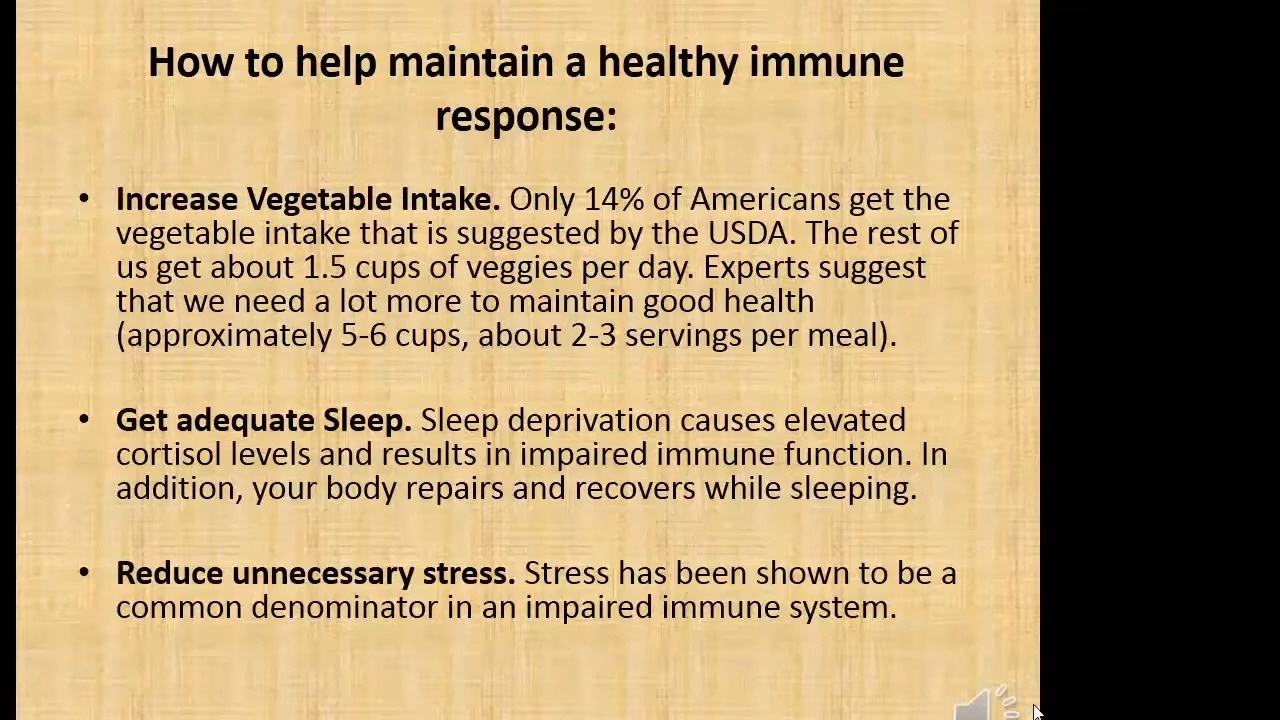 How to help maintain a healthy immune
response:
• Increase Vegetable Intake. Only 14% of Americans get the
vegetable intake that is suggested by the USDA. The rest of
us get about 1.5 cups of veggies per day. Experts suggest
that we need a lot more to maintain good health
(approximately 5-6 cups, about 2-3 servings per meal).
• Get adequate Sleep. Sleep deprivation causes elevated
cortisol levels and results in impaired immune function. In
addition, your body repairs and recovers while sleeping.
• Reduce unnecessary stress. Stress has been shown to be a
common denominator in an impaired immune system.